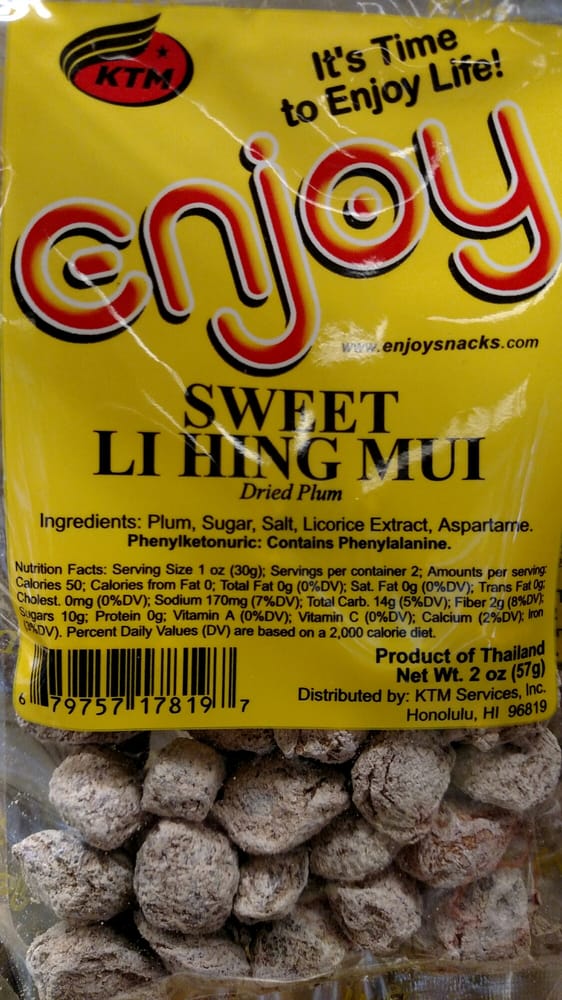 KTM
It's Time
to Enjoy Life!
enjoy
www.enjoysnacks.com
SWEET
LI HING MUI
Dried Plum
Ingredients: Plum, Sugar, Salt, Licorice Extract, Aspartame.
Phenylketonuric: Contains Phenylalanine.
Nutrition Facts: Serving Size 1 oz (30g); Servings per container 2; Amounts per serving:
Calories 50; Calories from Fat 0; Total Fat 0g (0%DV); Sat. Fat 0g (0%DV); Trans Fat 0g;
Cholest. 0mg (0%DV); Sodium 170mg (7%DV); Total Carb. 14g (5%DV); Fiber 2g (8%DV);
Sugars 10g; Protein 0g; Vitamin A (0%DV); Vitamin C (0%DV); Calcium (2%DV); Iron
DV). Percent Daily Values (DV) are based on a 2,000 calorie diet.
Product of Thailand
Net Wt. 2 oz (57g)
Distributed by: KTM Services, Inc.
Honolulu, HI 96819
6 79757 17819 7